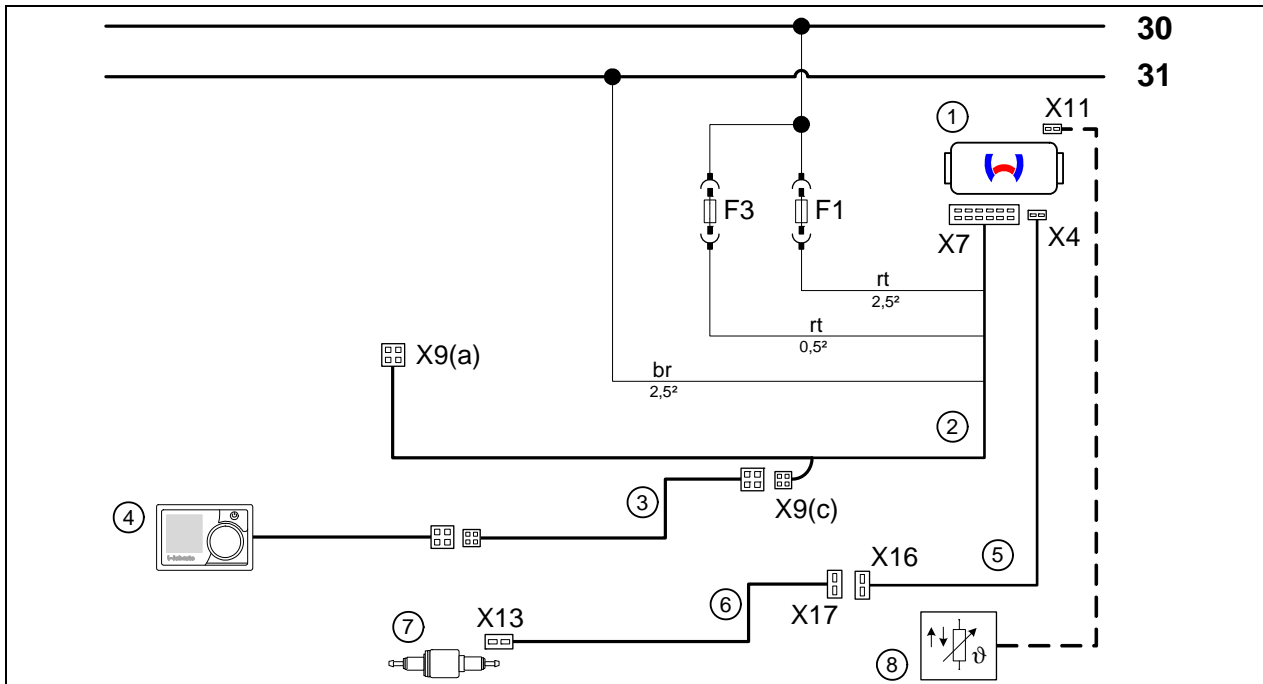 30
31
1
X11
F3
F1
X7
X4
rt
2,5²
rt
0,5²
X9(a)
br
2,5²
2
3
X9(c)
4
X16
5
6
X17
X13
7
8
ϑ